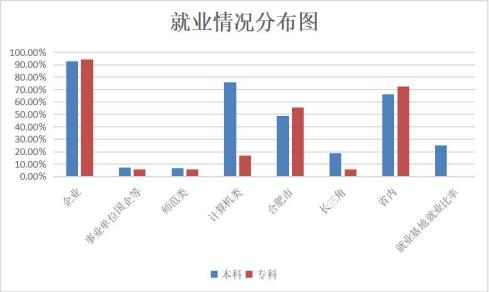 就业情况分布图
100.00%
90.00%
80.00%
70.00%
60.00%
50.00%
40.00%
30.00%
20.00%
10.00%
0.00%
企业
事业单位国企等
师范类
计算机类
合肥市
长三角
省内
就业基地就业比率
本科 专科